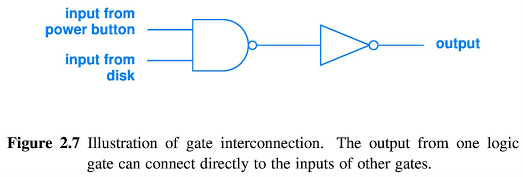 input from
power button
input from
disk
output
Figure 2.7 Illustration of gate interconnection. The output from one logic
gate can connect directly to the inputs of other gates.